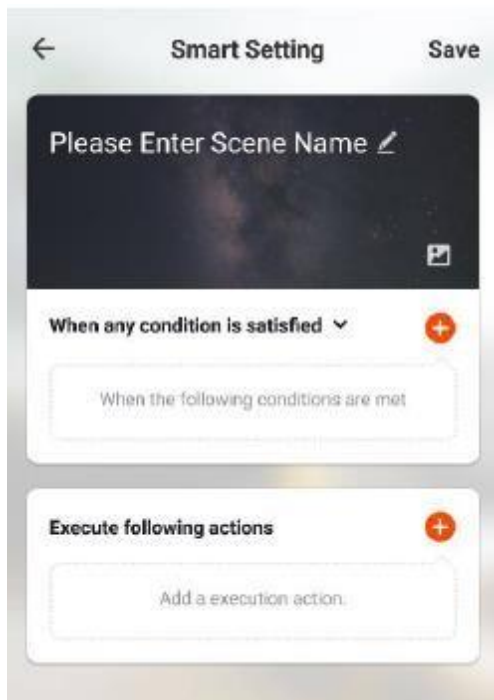 Smart Setting
Save
Please Enter Scene Name
When any condition is satisfied
When the following conditions are met
Execute following actions
Add a execution action.